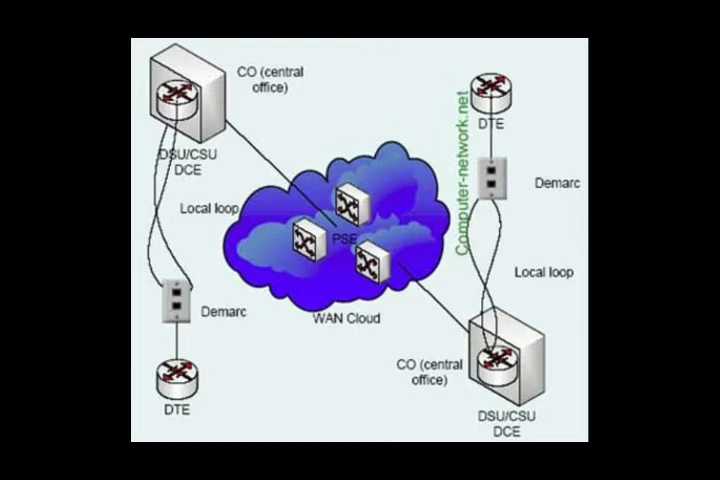 CO (central
office)
DSU/CSU
DCE
Local loop
Demarc
DTE
PSE
WAN Cloud
Computer-network.net
DTE
Demarc
Local loop
CO (central
office)
DSU/CSU
DCE